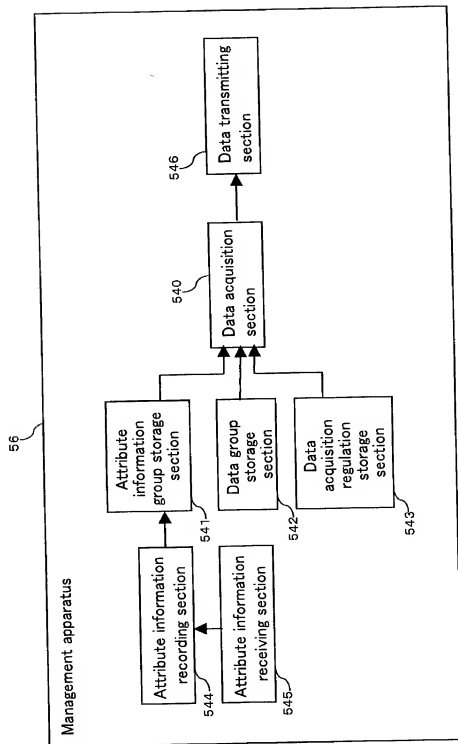 56
Management apparatus
Attribute information
recording section
544
Attribute information
receiving section
545
Attribute
information
group storage
section
541
Data group
storage
section
542
Data
acquisition
regulation
storage
section
543
540
Data acquisition
section
546
Data transmitting
section